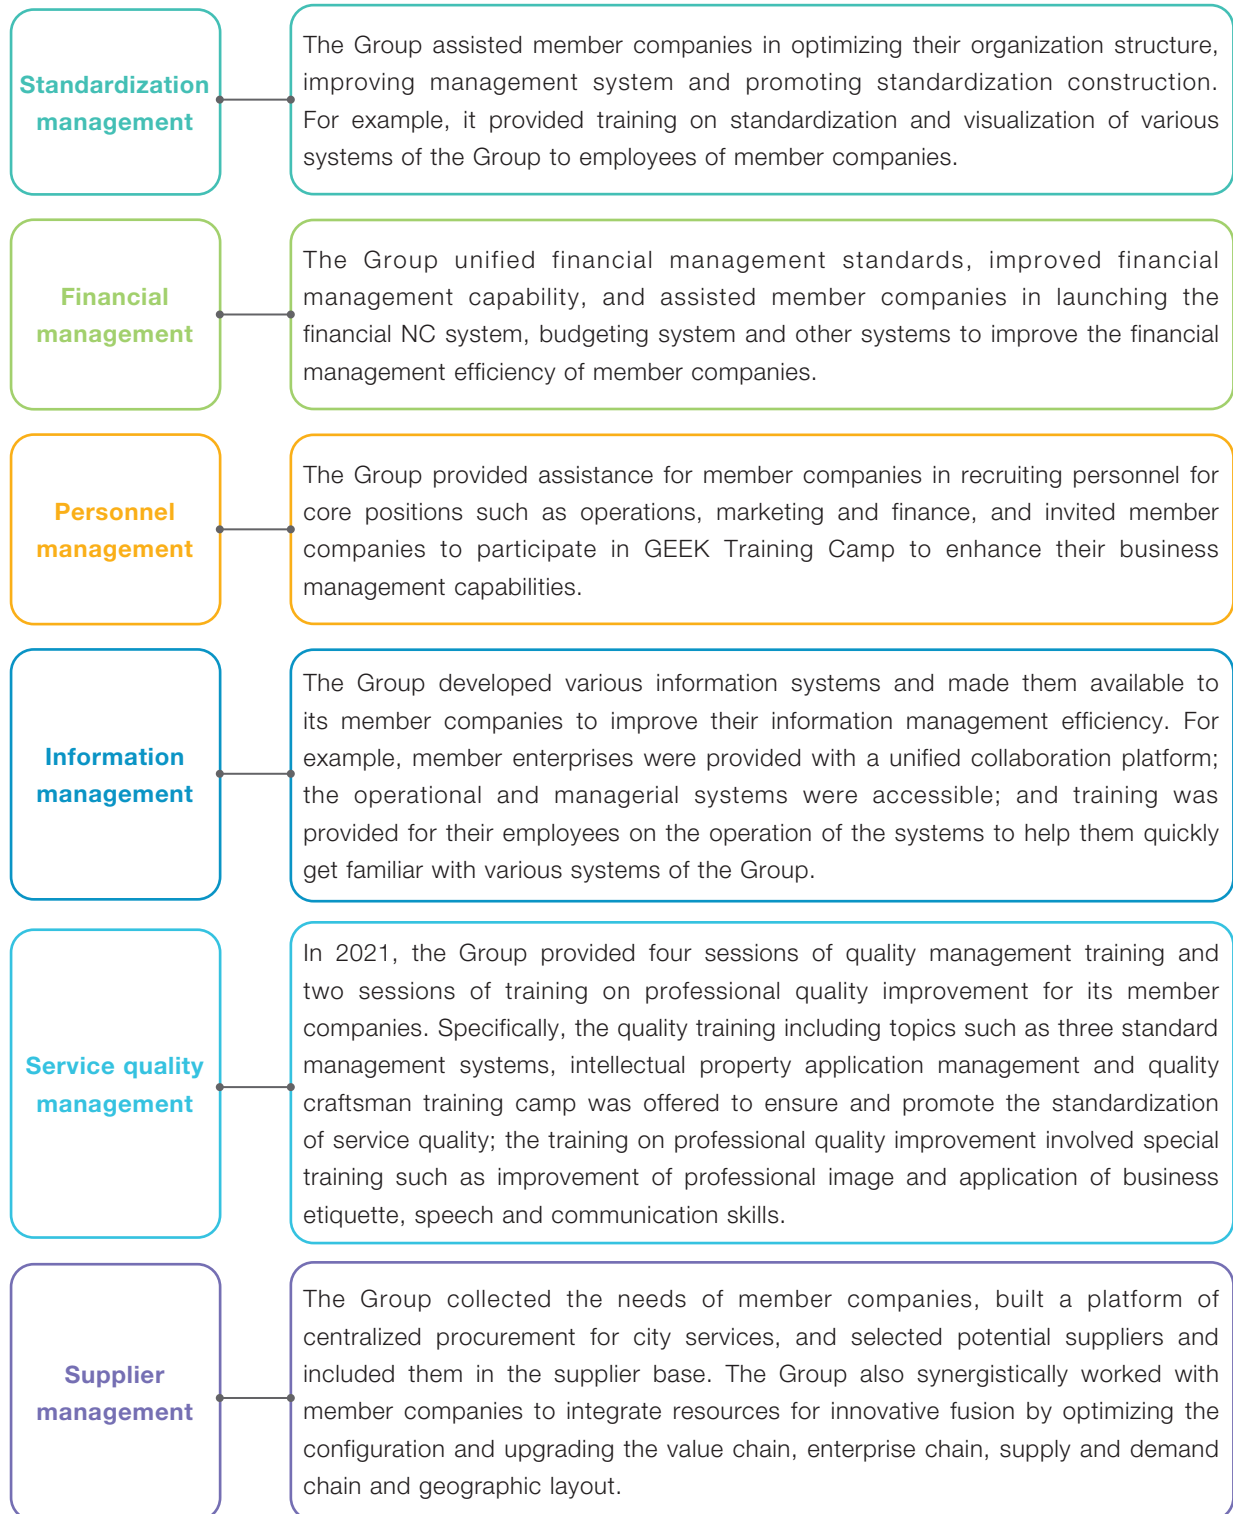 Standardization
management
The Group assisted member companies in optimizing their organization structure,
improving management system and promoting standardization construction.
For example, it provided training on standardization and visualization of various
systems of the Group to employees of member companies.
Financial
management
The Group unified financial management standards, improved financial
management capability, and assisted member companies in launching the
financial NC system, budgeting system and other systems to improve the financial
management efficiency of member companies.
Personnel
management
The Group provided assistance for member companies in recruiting personnel for
core positions such as operations, marketing and finance, and invited member
companies to participate in GEEK Training Camp to enhance their business
management capabilities.
Information
management
The Group developed various information systems and made them available to
its member companies to improve their information management efficiency. For
example, member enterprises were provided with a unified collaboration platform;
the operational and managerial systems were accessible; and training was
provided for their employees on the operation of the systems to help them quickly
get familiar with various systems of the Group.
Service quality
management
In 2021, the Group provided four sessions of quality management training and
two sessions of training on professional quality improvement for its member
companies. Specifically, the quality training including topics such as three standard
management systems, intellectual property application management and quality
craftsman training camp was offered to ensure and promote the standardization
of service quality; the training on professional quality improvement involved special
training such as improvement of professional image and application of business
etiquette, speech and communication skills.
Supplier
management
The Group collected the needs of member companies, built a platform of
centralized procurement for city services, and selected potential suppliers and
included them in the supplier base. The Group also synergistically worked with
member companies to integrate resources for innovative fusion by optimizing the
configuration and upgrading the value chain, enterprise chain, supply and demand
chain and geographic layout.